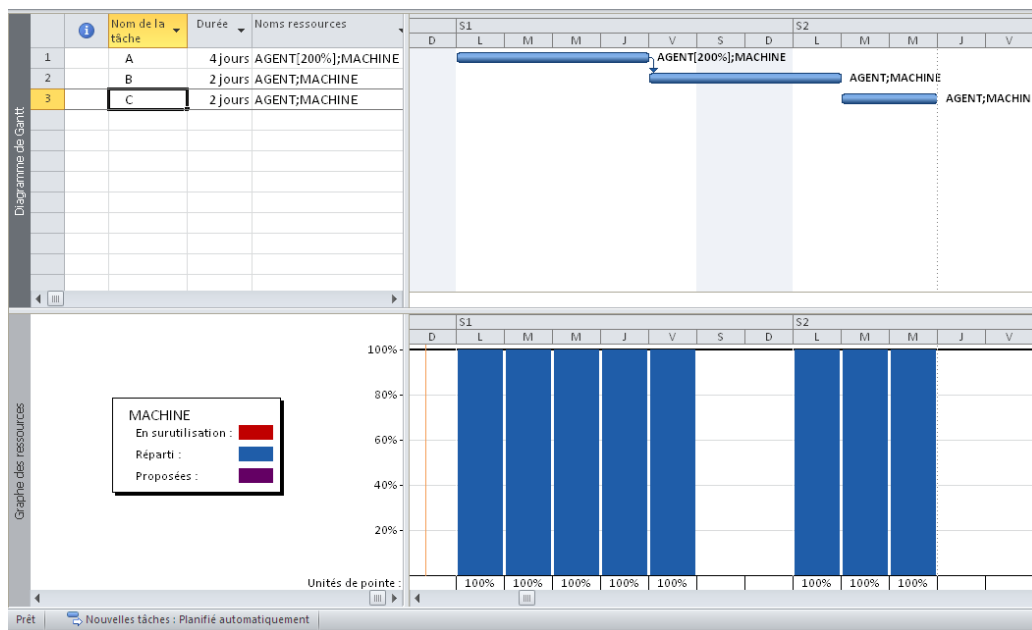 Diagramme de Gantt
Nom de la tâche Durée Noms ressources
1 A 4 jours AGENT[200%];MACHINE
2 B 2 jours AGENT;MACHINE
3 C 2 jours AGENT;MACHINE
S1 S2
D L M M J V S D L M M J V
AGENT[200%];MACHINE
AGENT;MACHINE
AGENT;MACHIN
Graphe des ressources
S1 S2
D L M M J V S D L M M J V
100%
80%
60%
40%
20%
MACHINE
En surutilisation :
Réparti :
Proposées :
Unités de pointe : 100% 100% 100% 100% 100% 100% 100% 100%
Prêt Nouvelles tâches : Planifié automatiquement